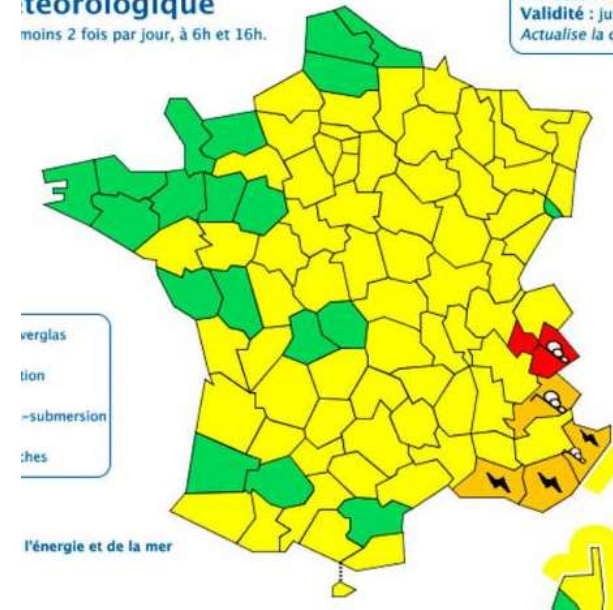 téorologique
moins 2 fois par jour, à 6h et 16h.
Validité : ju
Actualise la
verglas
tion
-submersion
ches
l'énergie et de la mer